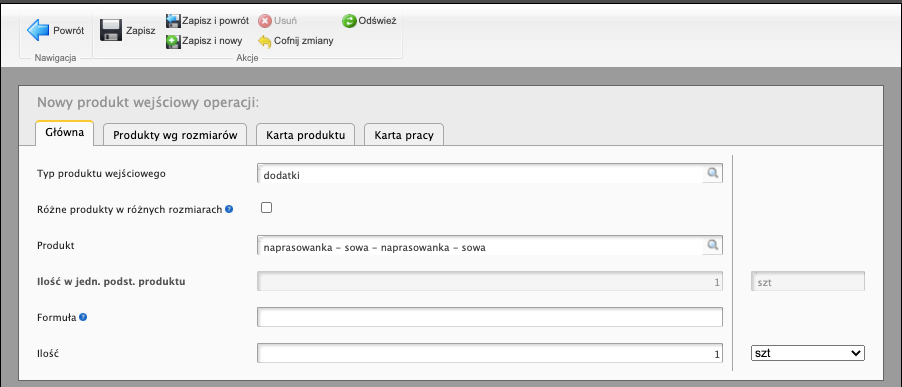 Powrót
Zapisz
Zapisz i powrót
Usuń
Odśwież
Zapisz i nowy
Cofnij zmiany
Nawigacja
Akcje
Nowy produkt wejściowy operacji:
Główna
Produkty wg rozmiarów
Karta produktu
Karta pracy
Typ produktu wejściowego
dodatki
Różne produkty w różnych rozmiarach
Produkt
naprasowanka - sowa - naprasowanka - sowa
Ilość w jedn. podst. produktu
1
szt
Formuła
Ilość
1
szt